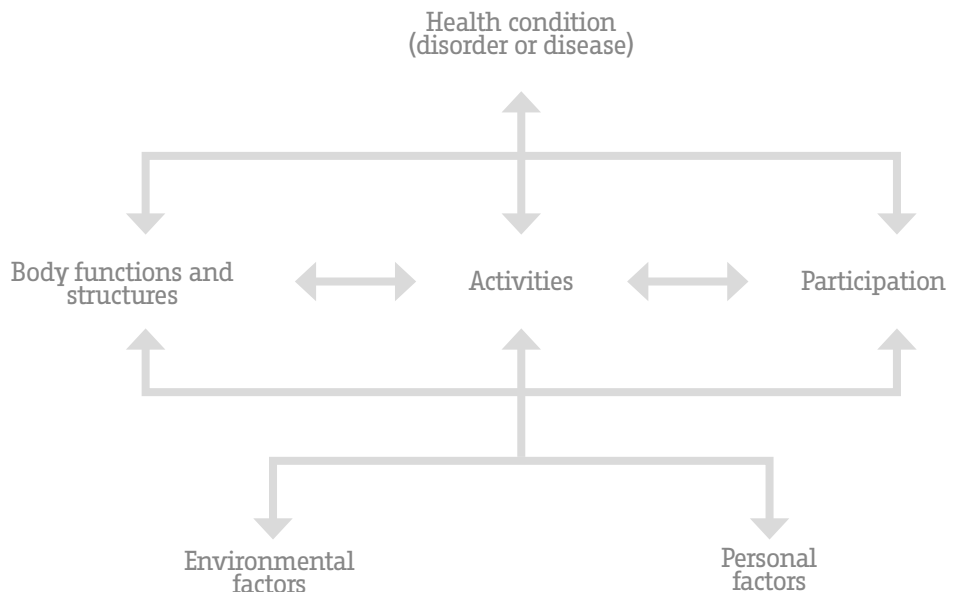 Health condition
(disorder or disease)
Body functions and
structures
Activities
Participation
Environmental
factors
Personal
factors